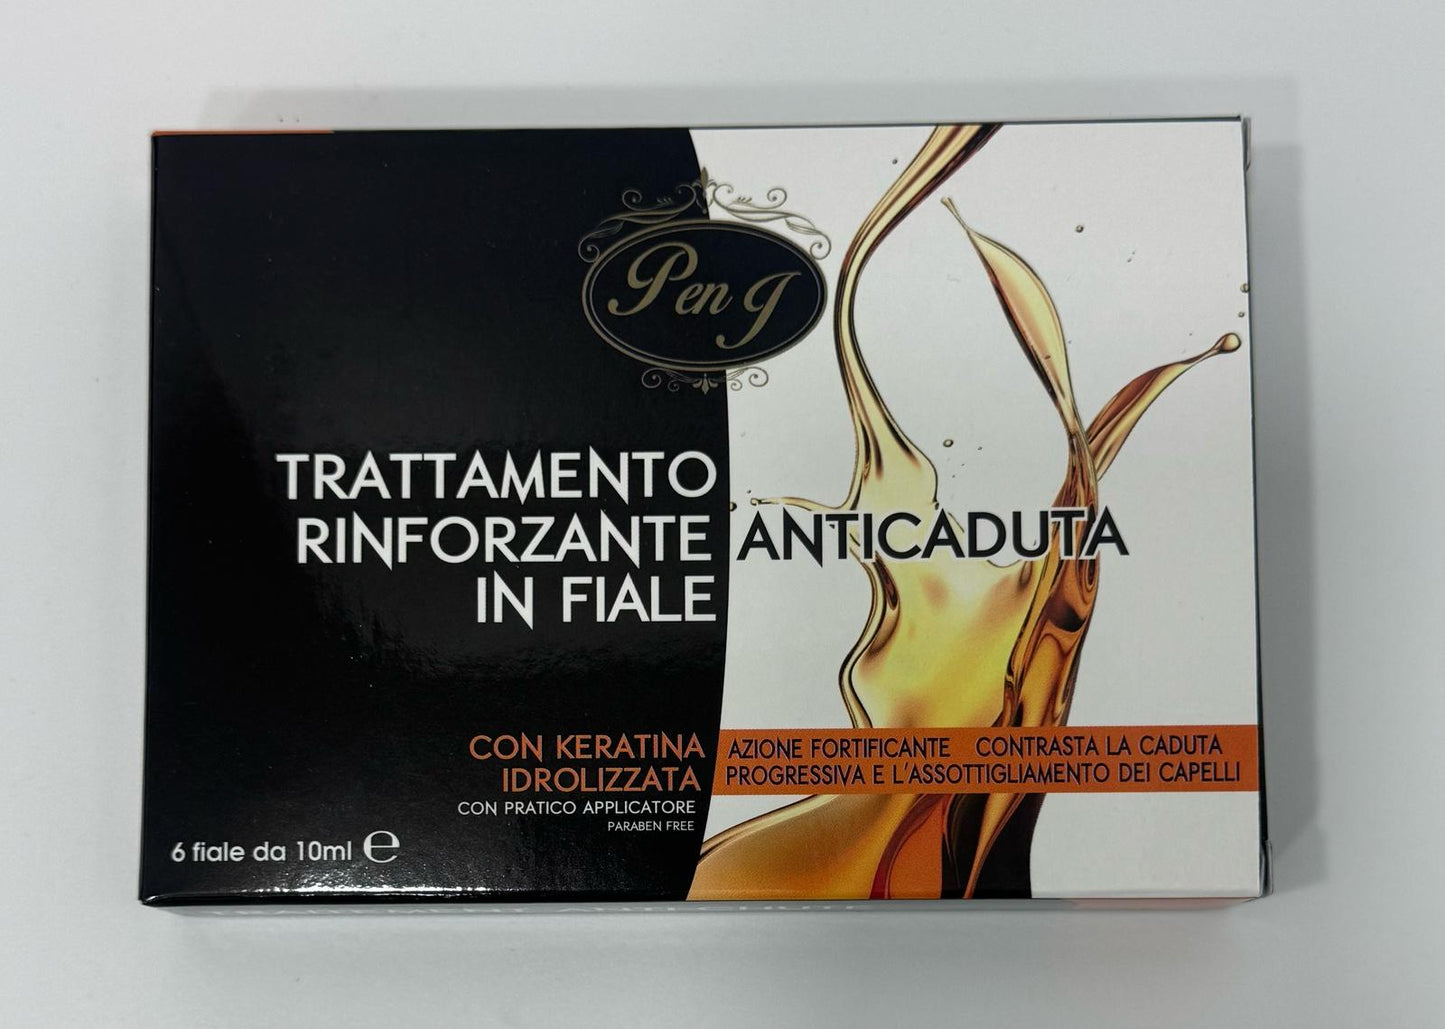 Pen J
TRATTAMENTO
RINFORZANTE ANTICADUTA
IN FIALE
CON KERATINA
IDROLIZZATA
CON PRATICO APPLICATORE
PARABEN FREE
AZIONE FORTIFICANTE CONTRASTA LA CADUTA
PROGRESSIVA E L'ASSOTTIGLIAMENTO DEI CAPELLI
6 fiale da 10ml ℮